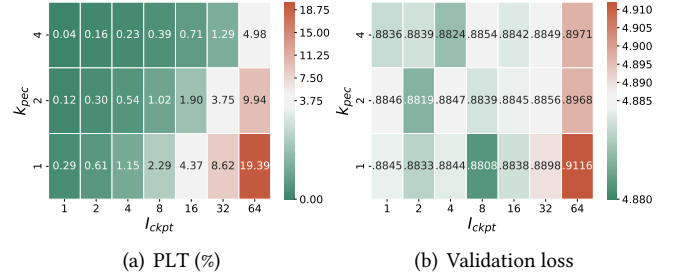 4 0.04 0.16 0.23 0.39 0.71 1.29 4.98
2 0.12 0.30 0.54 1.02 1.90 3.75 9.94
1 0.29 0.61 1.15 2.29 4.37 8.62 19.39
k_pec
1 2 4 8 16 32 64
I_ckpt
18.75
15.00
11.25
7.50
3.75
0.00
(a) PLT (%)
4 .8836 .8839 .8824 .8854 .8842 .8849 .8971
2 .8846 .8819 .8847 .8839 .8845 .8856 .8968
1 .8845 .8833 .8844 .8808 .8838 .8898 .9116
k_pec
1 2 4 8 16 32 64
I_ckpt
4.910
4.895
4.890
4.885
4.880
(b) Validation loss